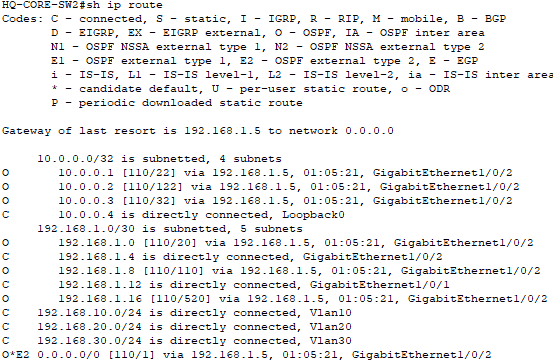 HQ-CORE-SW2#sh ip route
Codes: C - connected, S - static, I - IGRP, R - RIP, M - mobile, B - BGP
D - EIGRP, EX - EIGRP external, O - OSPF, IA - OSPF inter area
N1 - OSPF NSSA external type 1, N2 - OSPF NSSA external type 2
E1 - OSPF external type 1, E2 - OSPF external type 2, E - EGP
i - IS-IS, L1 - IS-IS level-1, L2 - IS-IS level-2, ia - IS-IS inter area
* - candidate default, U - per-user static route, o - ODR
P - periodic downloaded static route
Gateway of last resort is 192.168.1.5 to network 0.0.0.0
10.0.0.0/32 is subnetted, 4 subnets
O 10.0.0.1 [110/22] via 192.168.1.5, 01:05:21, GigabitEthernet1/0/2
O 10.0.0.2 [110/122] via 192.168.1.5, 01:05:21, GigabitEthernet1/0/2
O 10.0.0.3 [110/32] via 192.168.1.5, 01:05:21, GigabitEthernet1/0/2
C 10.0.0.4 is directly connected, Loopback0
192.168.1.0/30 is subnetted, 5 subnets
O 192.168.1.0 [110/20] via 192.168.1.5, 01:05:21, GigabitEthernet1/0/2
C 192.168.1.4 is directly connected, GigabitEthernet1/0/2
O 192.168.1.8 [110/110] via 192.168.1.5, 01:05:21, GigabitEthernet1/0/2
C 192.168.1.12 is directly connected, GigabitEthernet1/0/1
O 192.168.1.16 [110/520] via 192.168.1.5, 01:05:21, GigabitEthernet1/0/2
C 192.168.10.0/24 is directly connected, Vlan10
C 192.168.20.0/24 is directly connected, Vlan20
C 192.168.30.0/24 is directly connected, Vlan30
O*E2 0.0.0.0/0 [110/1] via 192.168.1.5, 01:05:21, GigabitEthernet1/0/2